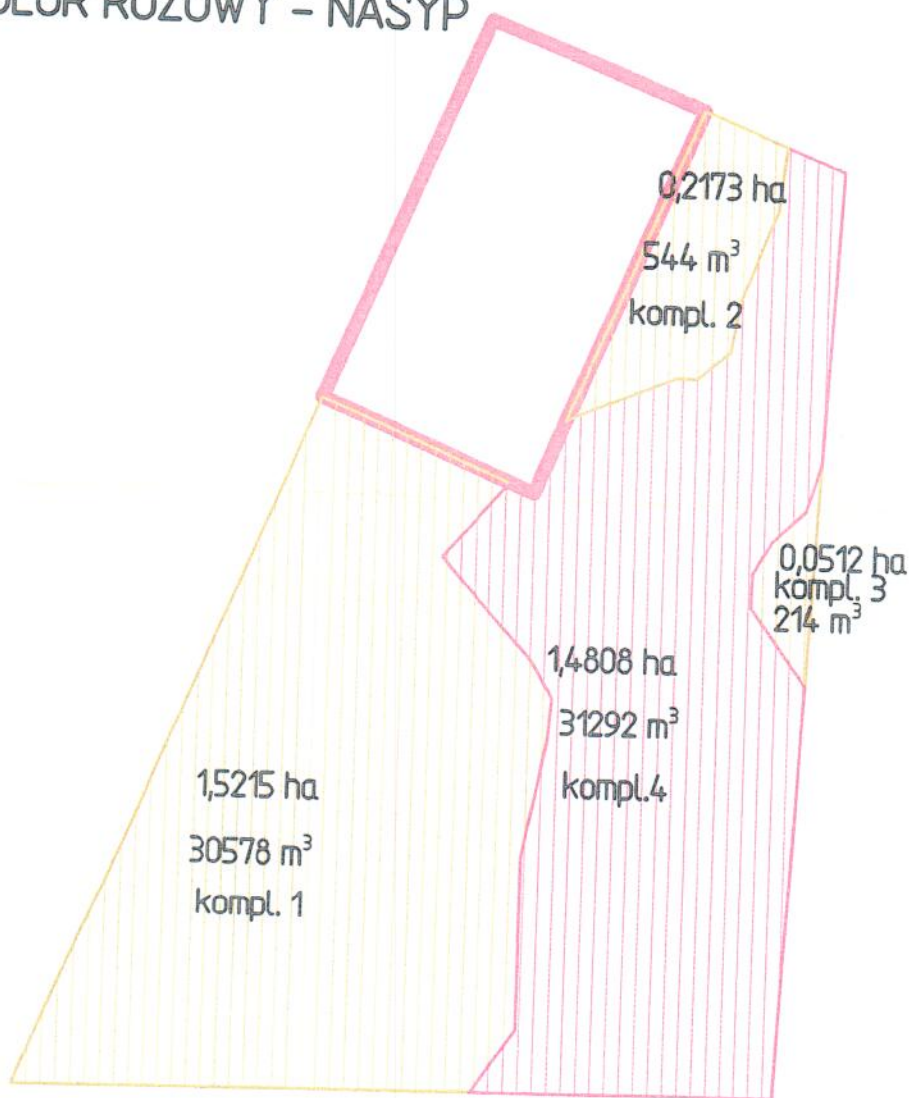 RÓŻOWY - NASYP
0,2173 ha
544 m³
kompl. 2
0,0512 ha
kompl. 3
214 m³
1,4808 ha
31292 m³
kompl.4
1,5215 ha
30578 m³
kompl. 1